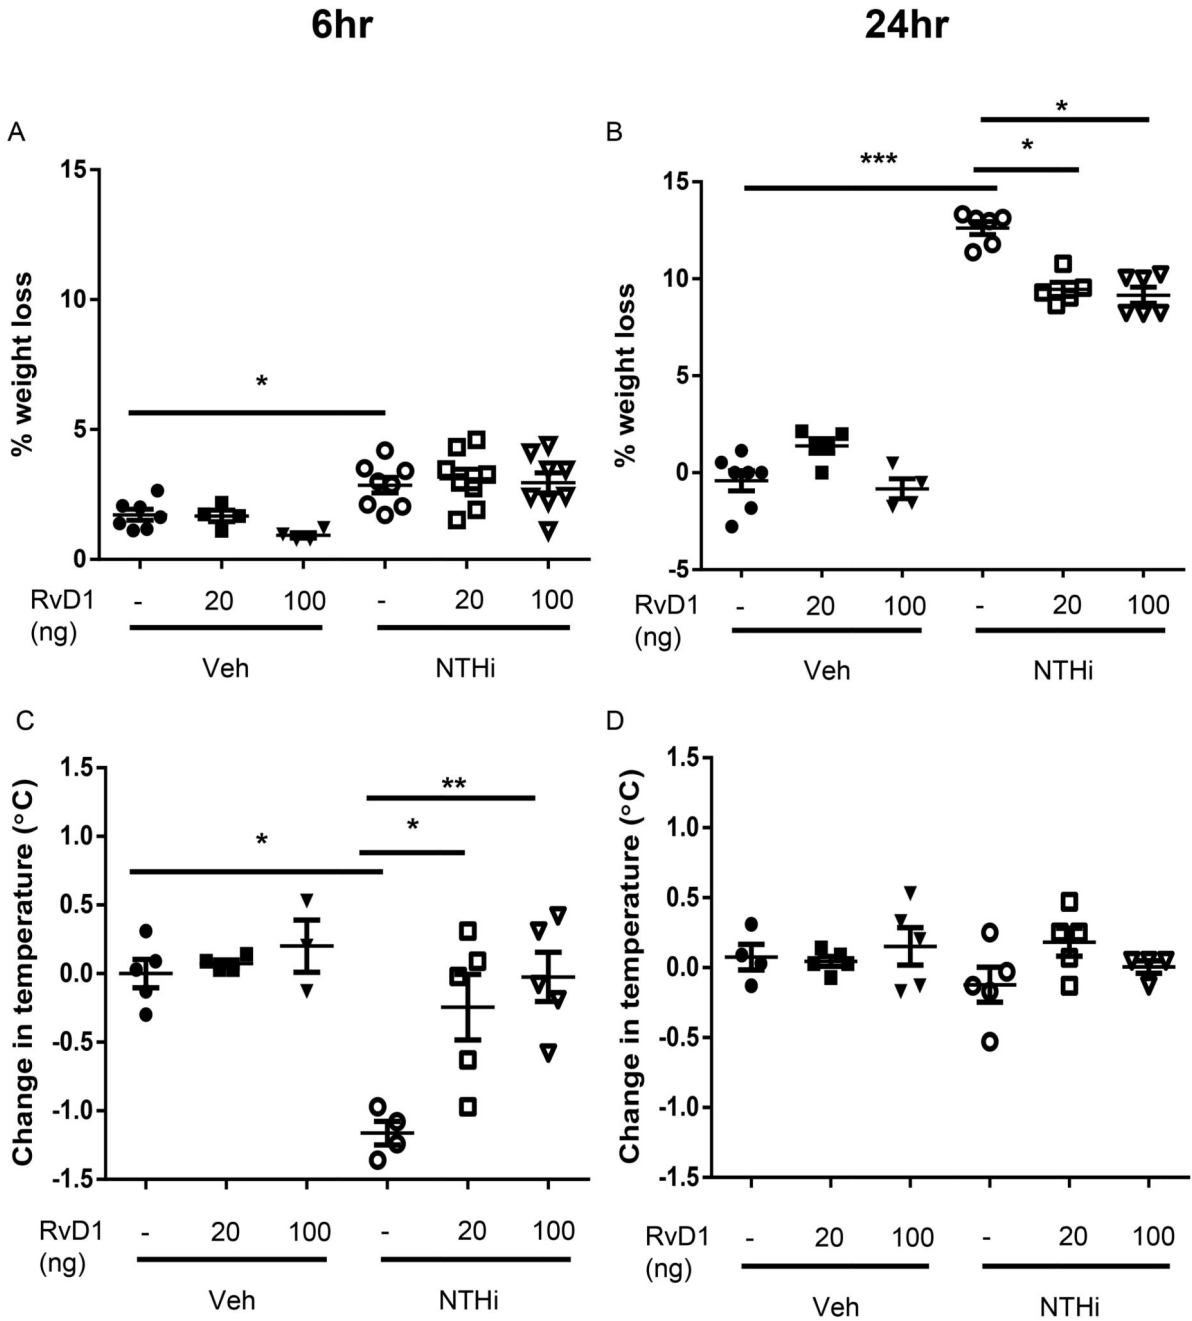 6hr 24hr
A
15
10
5
0
% weight loss
*
RvD1 - 20 100 - 20 100
(ng)
Veh NTHi
B
15
10
5
0
-5
% weight loss
*
*
***
RvD1 - 20 100 - 20 100
(ng)
Veh NTHi
C
1.5
1.0
0.5
0.0
-0.5
-1.0
-1.5
Change in temperature (°C)
**
*
*
RvD1 - 20 100 - 20 100
(ng)
Veh NTHi
D
1.5
1.0
0.5
0.0
-0.5
-1.0
-1.5
Change in temperature (°C)
RvD1 - 20 100 - 20 100
(ng)
Veh NTHi